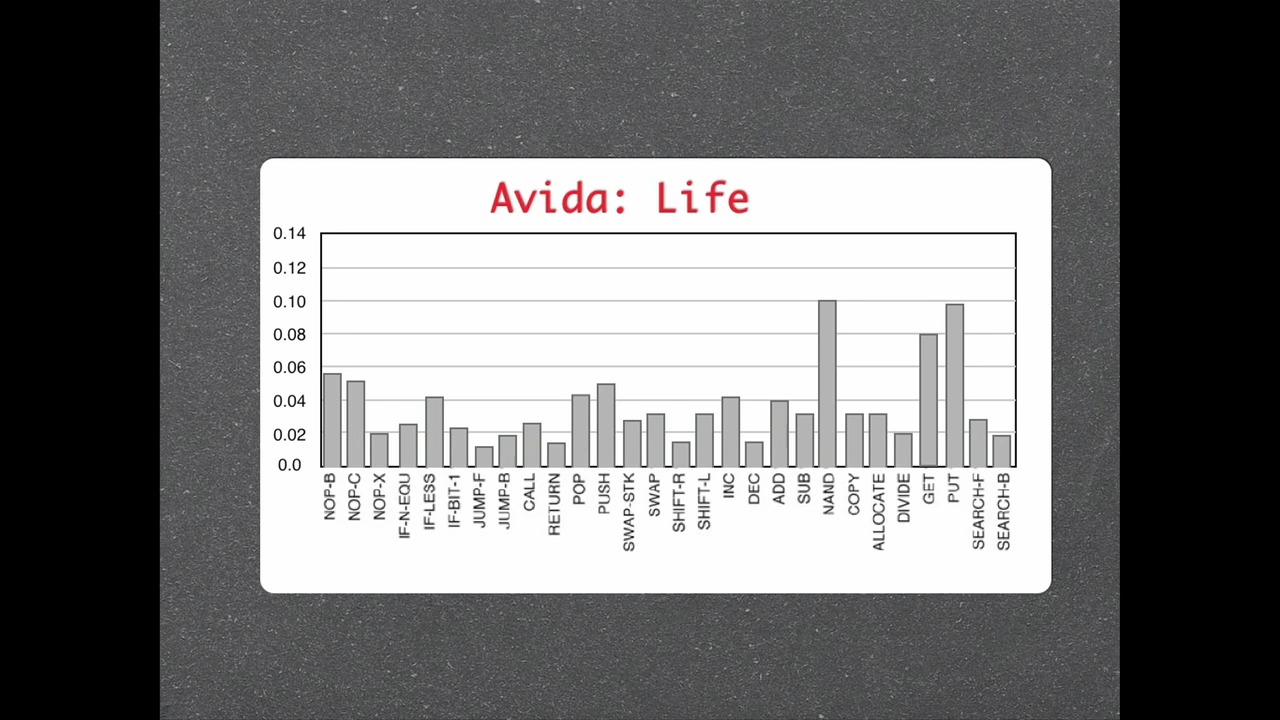 Avida: Life
0.14
0.12
0.10
0.08
0.06
0.04
0.02
0.0
NOP-B
NOP-C
NOP-X
IF-N-EQU
IF-LESS
IF-BIT-1
JUMP-F
JUMP-B
CALL
RETURN
POP
PUSH
SWAP-STK
SWAP
SHIFT-R
SHIFT-L
INC
DEC
ADD
SUB
NAND
COPY
ALLOCATE
DIVIDE
GET
PUT
SEARCH-F
SEARCH-B